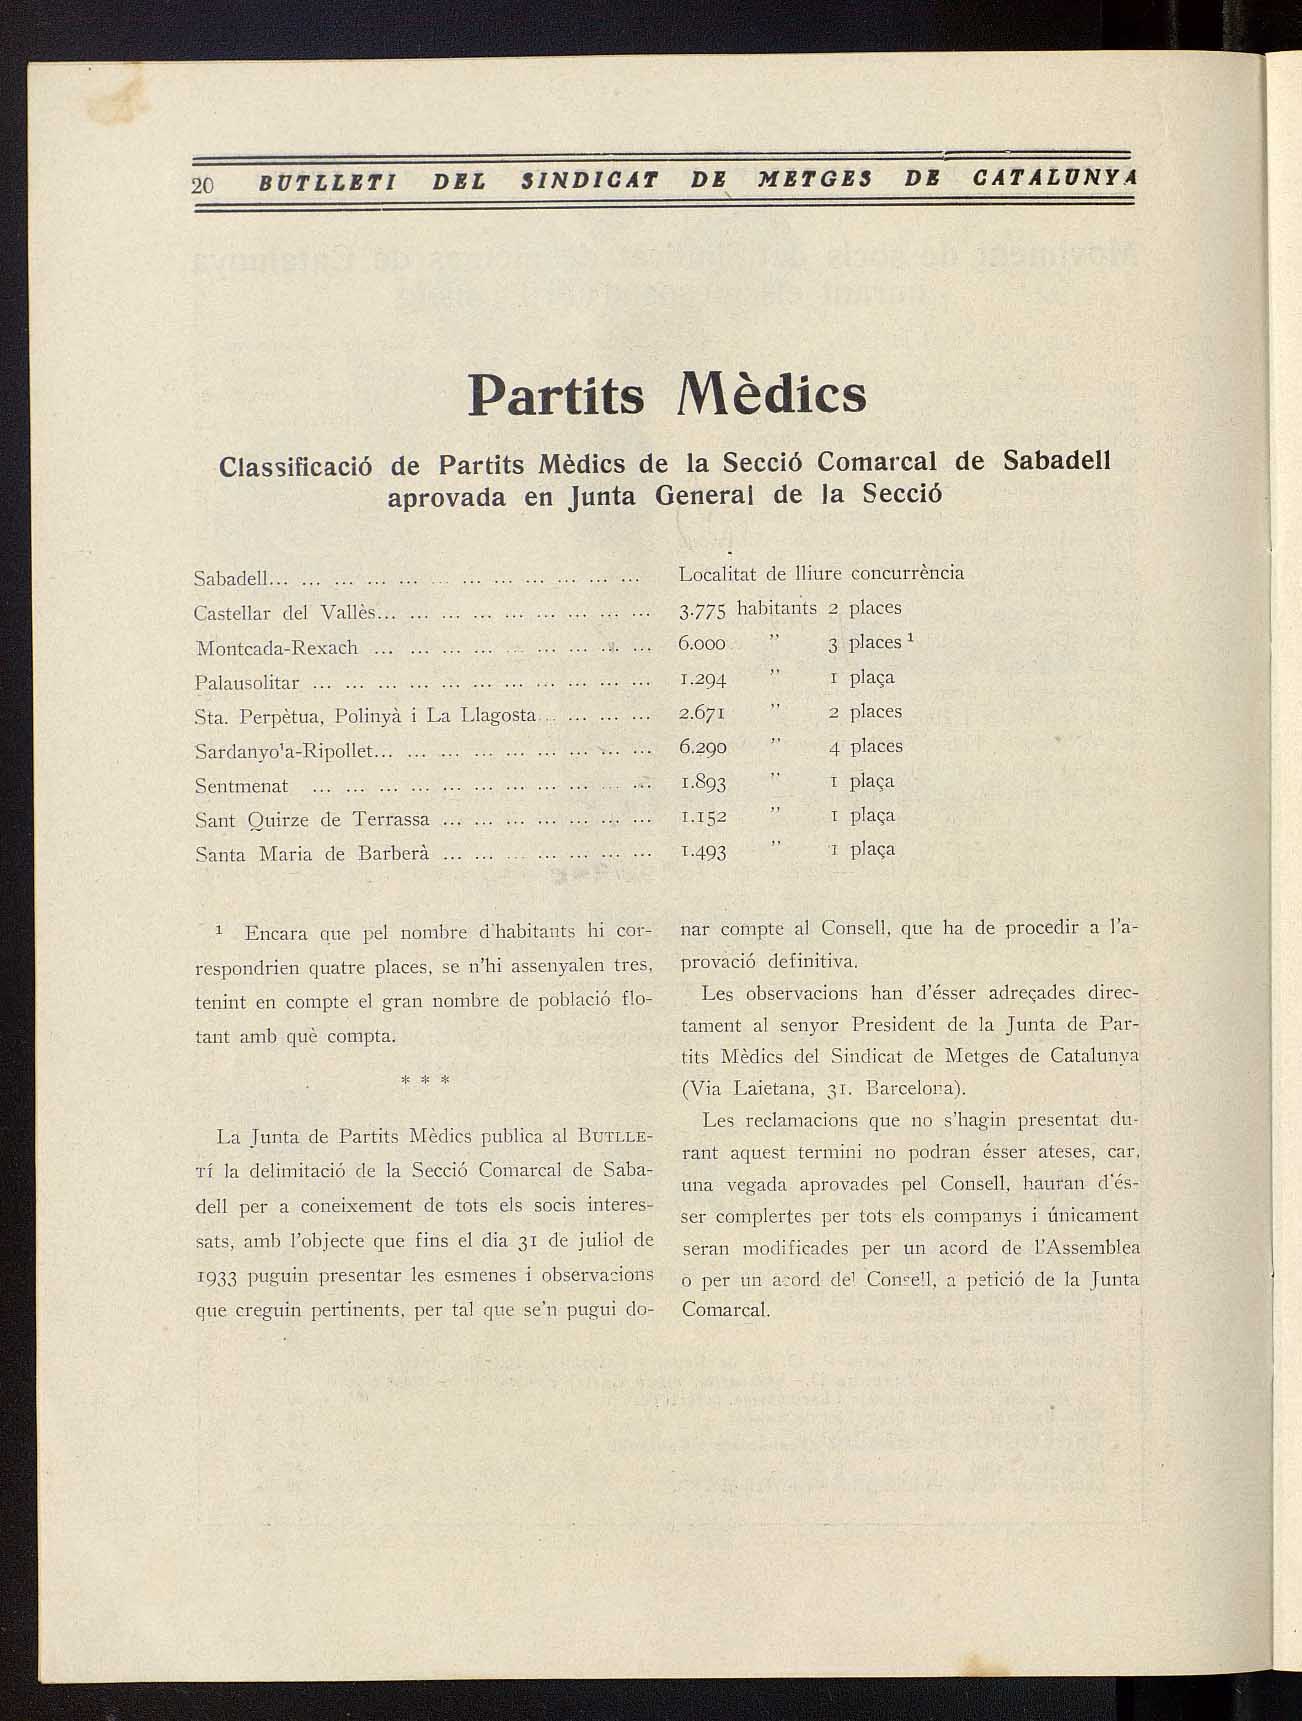 20 BUTLLETI DEL SINDICAT DE METGES DE CATALUNYA
Partits Mèdics
Classificació de Partits Mèdics de la Secció Comarcal de Sabadell
aprovada en Junta General de la Secció
Sabadell... ... ... ... ... ... ... ... ... ... ... ... Localitat de lliure concurrència
Castellar del Vallès... ... ... ... ... ... ... ... ... 3.775 habitants 2 places
Montcada-Rexach ... ... ... ... ... ... ... ... ... 6.000 " 3 places ¹
Palausolitar ... ... ... ... ... ... ... ... ... ... ... 1.294 " 1 plaça
Sta. Perpètua, Polinyà i La Llagosta ... ... ... ... 2.671 " 2 places
Sardanyo'a-Ripollet... ... ... ... ... ... ... ... ... 6.290 " 4 places
Sentmenat ... ... ... ... ... ... ... ... ... ... ... 1.893 " 1 plaça
Sant Quirze de Terrassa ... ... ... ... ... ... ... 1.152 " 1 plaça
Santa Maria de Barberà ... ... ... ... ... ... ... 1.493 " 1 plaça
¹ Encara que pel nombre d'habitants hi cor-
respondrien quatre places, se n'hi assenyalen tres,
tenint en compte el gran nombre de població flo-
tant amb què compta.
* * *
La Junta de Partits Mèdics publica al BUTLLE-
TÍ la delimitació de la Secció Comarcal de Saba-
dell per a coneixement de tots els socis interes-
sats, amb l'objecte que fins el dia 31 de juliol de
1933 puguin presentar les esmenes i observacions
que creguin pertinents, per tal que se'n pugui do-
nar compte al Consell, que ha de procedir a l'a-
provació definitiva.
Les observacions han d'ésser adreçades direc-
tament al senyor President de la Junta de Par-
tits Mèdics del Sindicat de Metges de Catalunya
(Via Laietana, 31. Barcelona).
Les reclamacions que no s'hagin presentat du-
rant aquest termini no podran ésser ateses, car,
una vegada aprovades pel Consell, hauran d'és-
ser complertes per tots els companys i únicament
seran modificades per un acord de l'Assemblea
o per un acord del Consell, a petició de la Junta
Comarcal.